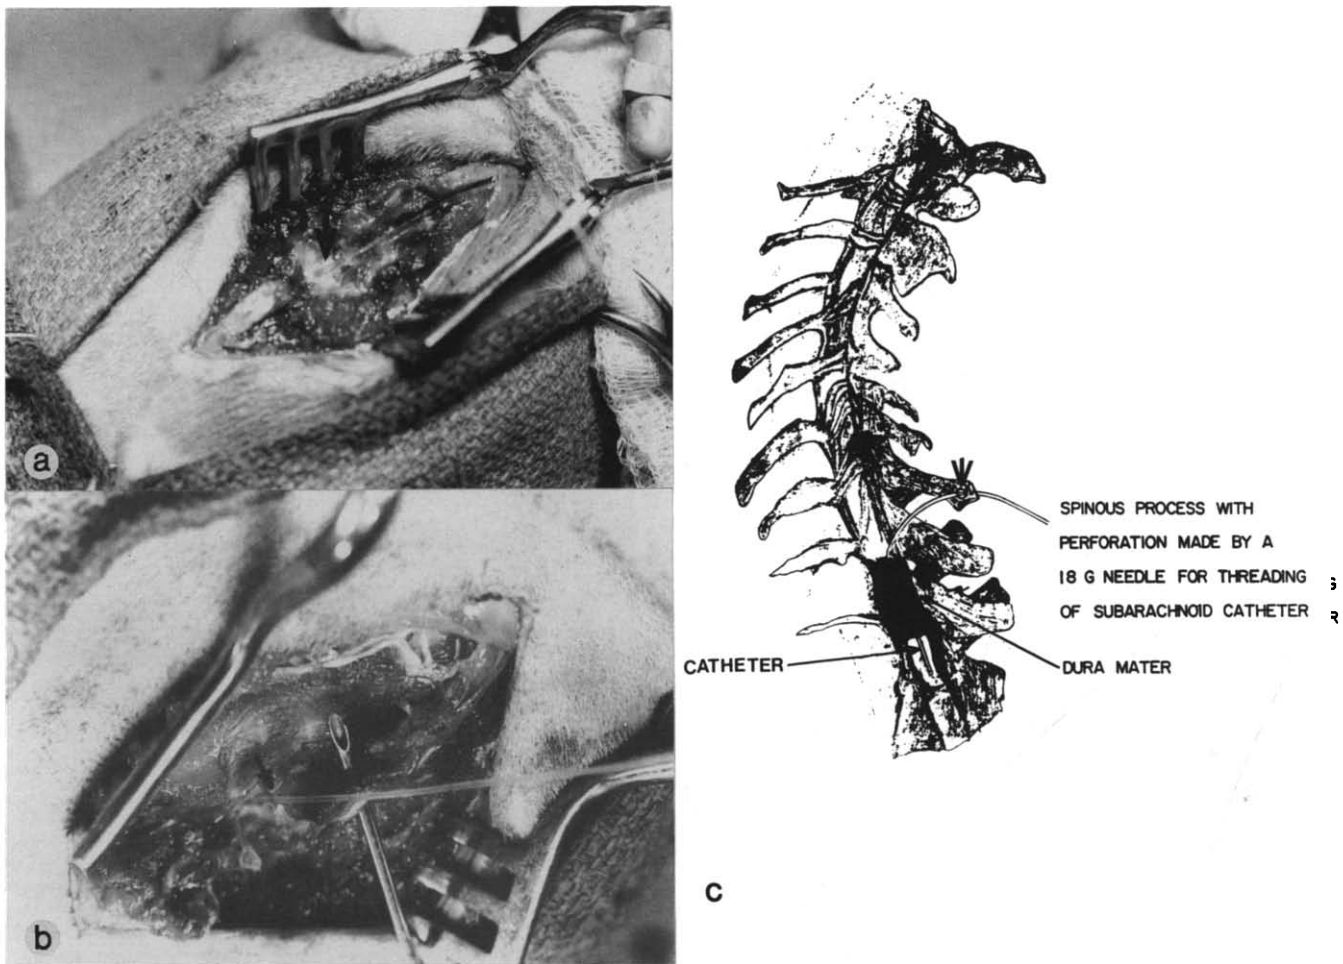 a
b
SPINOUS PROCESS WITH
PERFORATION MADE BY A
18 G NEEDLE FOR THREADING
OF SUBARACHNOID CATHETER
CATHETER
DURA MATER
C
S
R